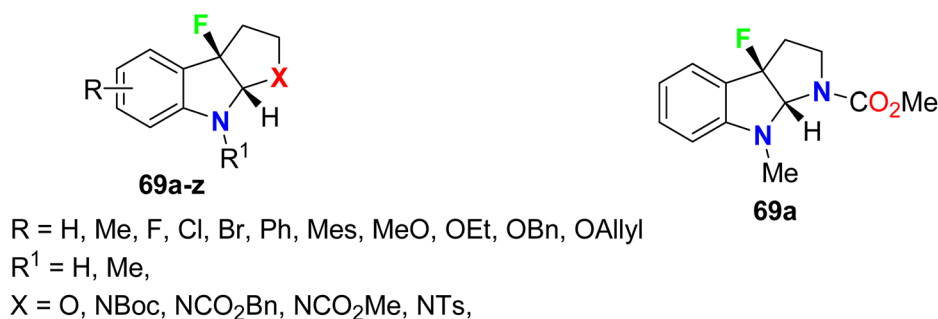 F
F
X
R
N
CO₂Me
H
N
H
N
R¹
Me
69a-z
69a
R = H, Me, F, Cl, Br, Ph, Mes, MeO, OEt, OBn, OAllyl
R¹ = H, Me,
X = O, NBoc, NCO₂Bn, NCO₂Me, NTs,